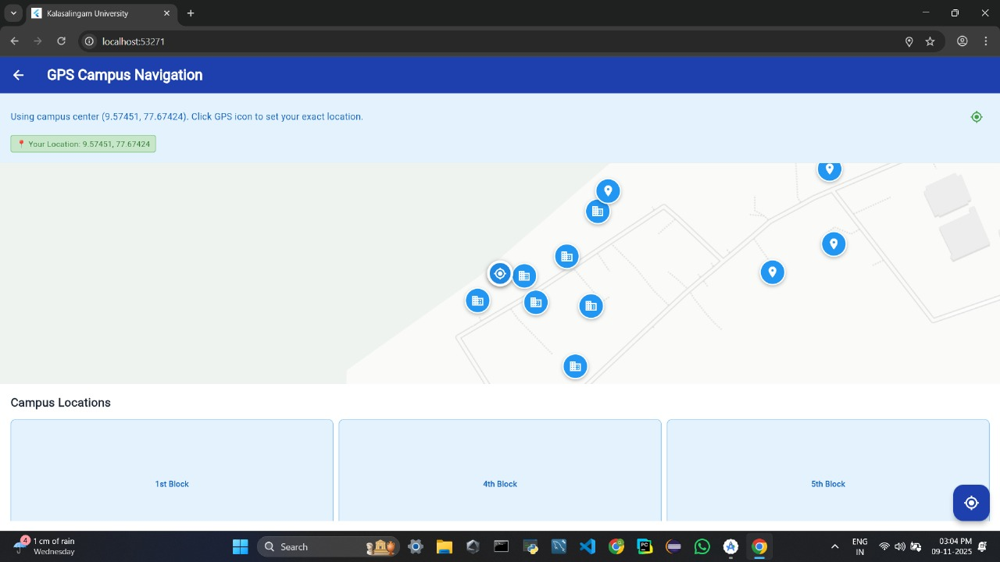 Kalasalingam University
localhost:53271
GPS Campus Navigation
Using campus center (9.57451, 77.67424). Click GPS icon to set your exact location.
📍 Your Location: 9.57451, 77.67424
Campus Locations
1st Block
4th Block
5th Block
4
1 cm of rain
Wednesday
Search
PC
ENG
IN
03:04 PM
09-11-2025